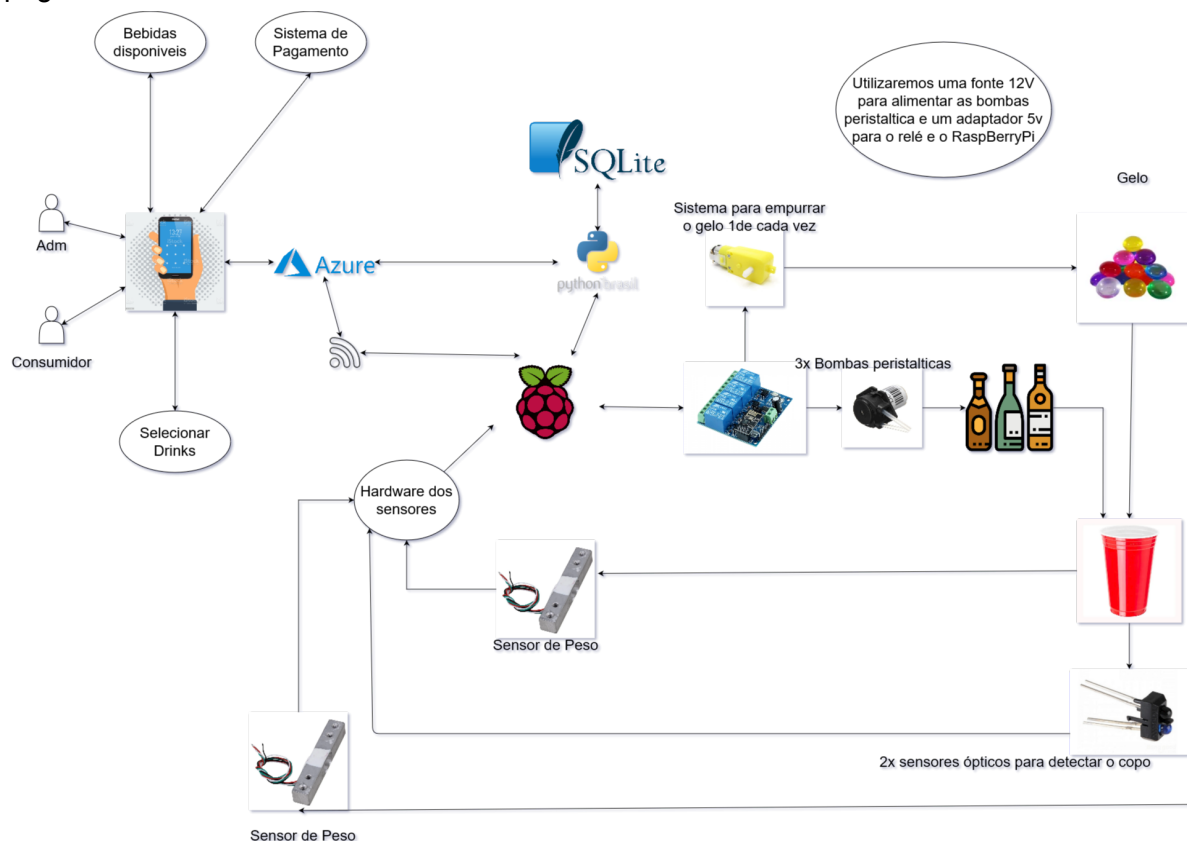 Bebidas
disponiveis
Sistema de
Pagamento
Utilizaremos uma fonte 12V
para alimentar as bombas
peristaltica e um adaptador 5v
para o relé e o RaspBerryPi
SQLite
Gelo
Sistema para empurrar
o gelo 1de cada vez
Adm
Azure
python brasil
Consumidor
3x Bombas peristalticas
Selecionar
Drinks
Hardware dos
sensores
Sensor de Peso
2x sensores ópticos para detectar o copo
Sensor de Peso